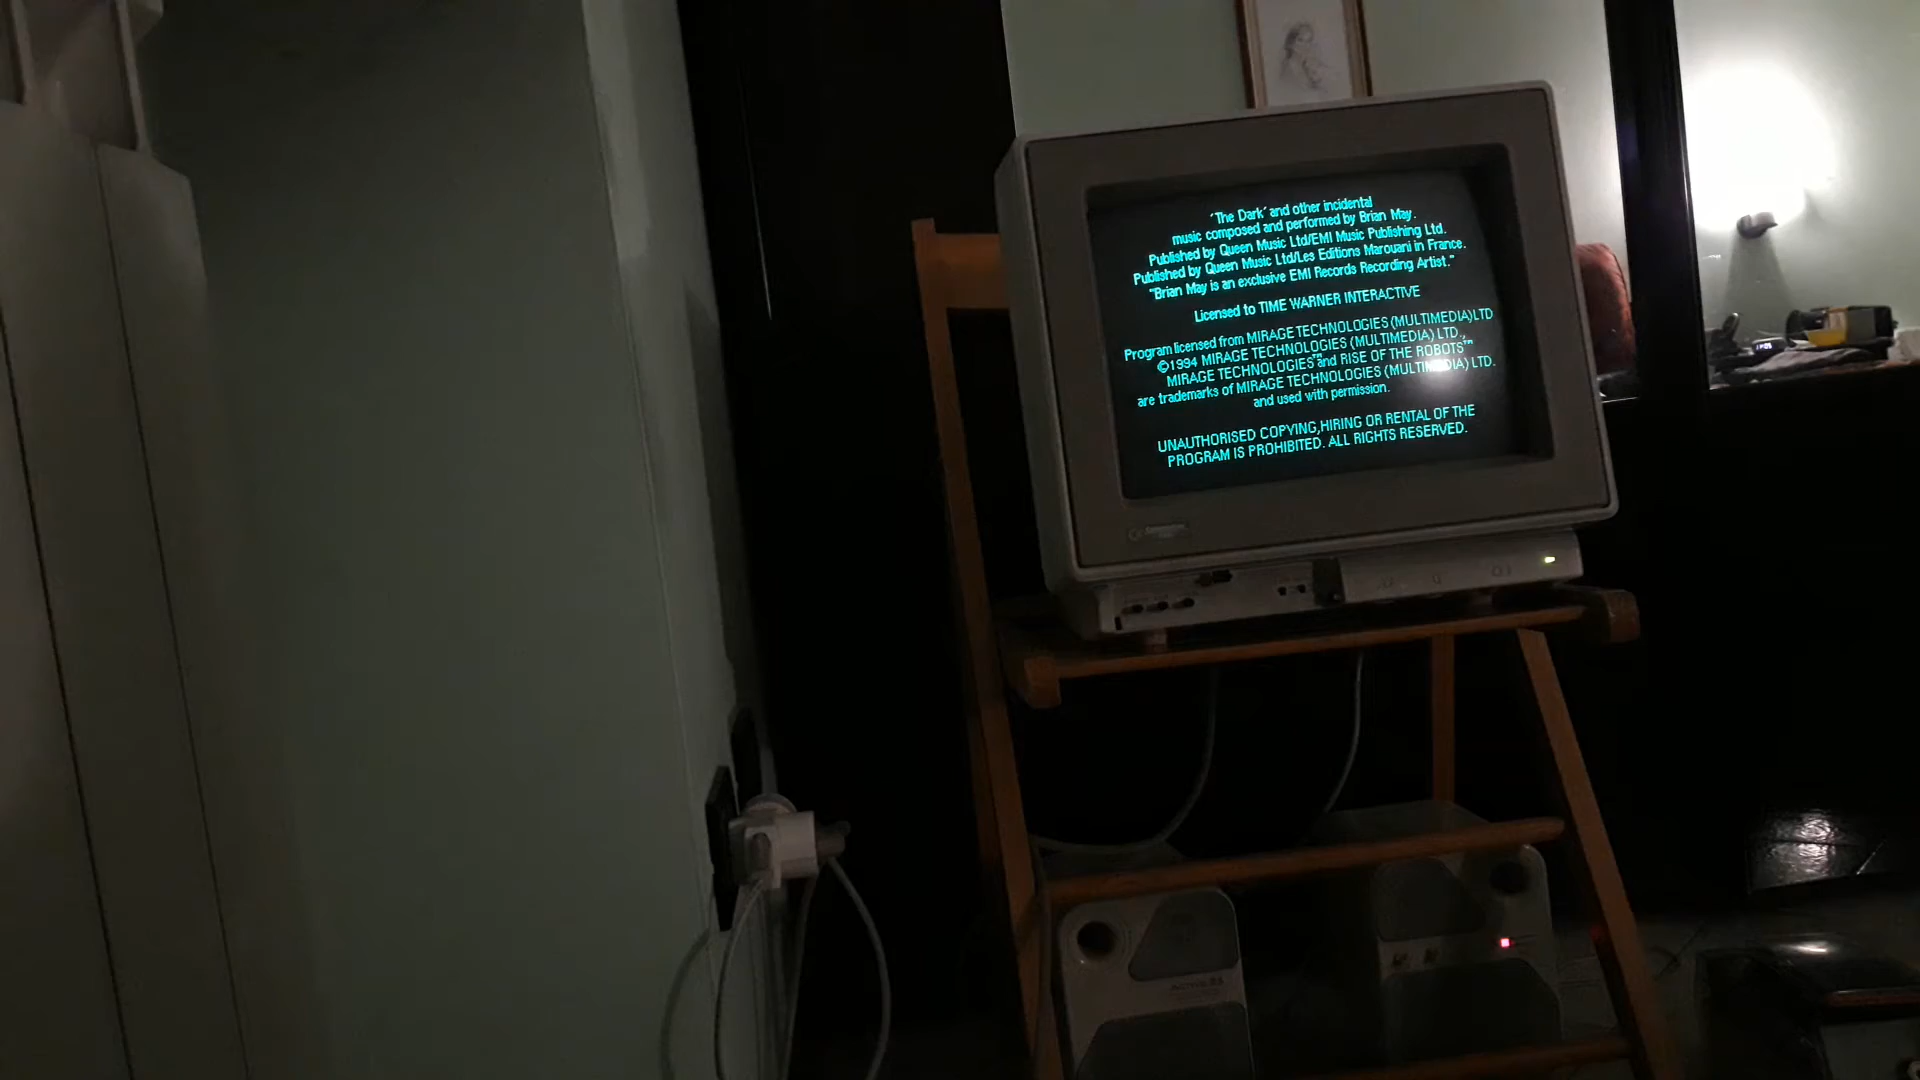 'The Dark' and other incidental
music composed and performed by Brian May.
Published by Queen Music Ltd/EMI Music Publishing Ltd.
Published by Queen Music Ltd/Les Editions Marouani in France.
"Brian May is an exclusive EMI Records Recording Artist."
Licensed to TIME WARNER INTERACTIVE
Program licensed from MIRAGE TECHNOLOGIES (MULTIMEDIA)LTD
©1994 MIRAGE TECHNOLOGIES (MULTIMEDIA) LTD.,
MIRAGE TECHNOLOGIES™and RISE OF THE ROBOTS™
are trademarks of MIRAGE TECHNOLOGIES (MULTIMEDIA) LTD.
and used with permission.
UNAUTHORISED COPYING,HIRING OR RENTAL OF THE
PROGRAM IS PROHIBITED. ALL RIGHTS RESERVED.